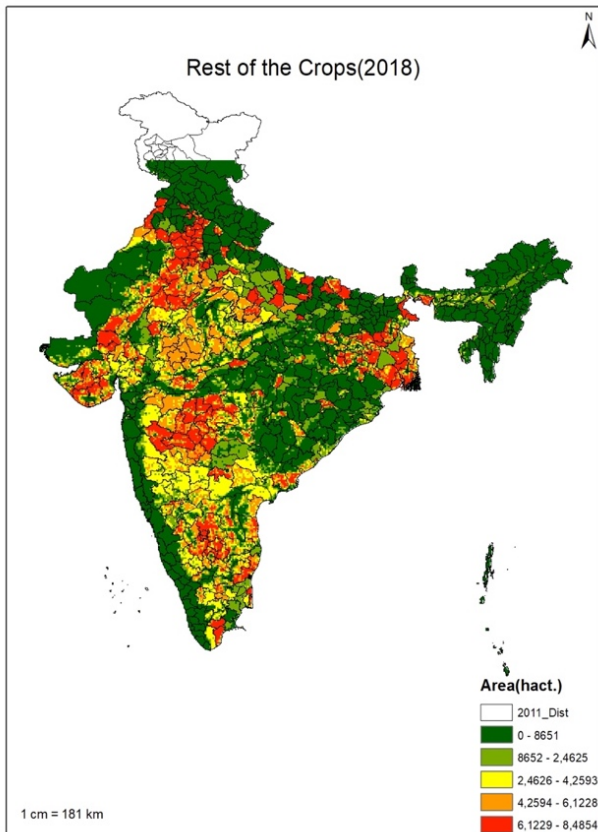 N
Rest of the Crops(2018)
Area(hact.)
2011_Dist
0 - 8651
8652 - 2,4625
2,4626 - 4,2593
4,2594 - 6,1228
6,1229 - 8,4854
1 cm = 181 km